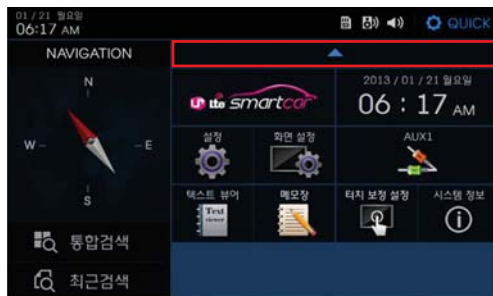 01 / 21 월요일
06:17 AM
QUICK
NAVIGATION
N
W
E
S
통합검색
최근검색
U+ LTE smartcar
2013 / 01 / 21 월요일
06 : 17 AM
설정
화면 설정
AUX1
텍스트 뷰어
메모장
터치 보정 설정
시스템 정보
Text
viewer